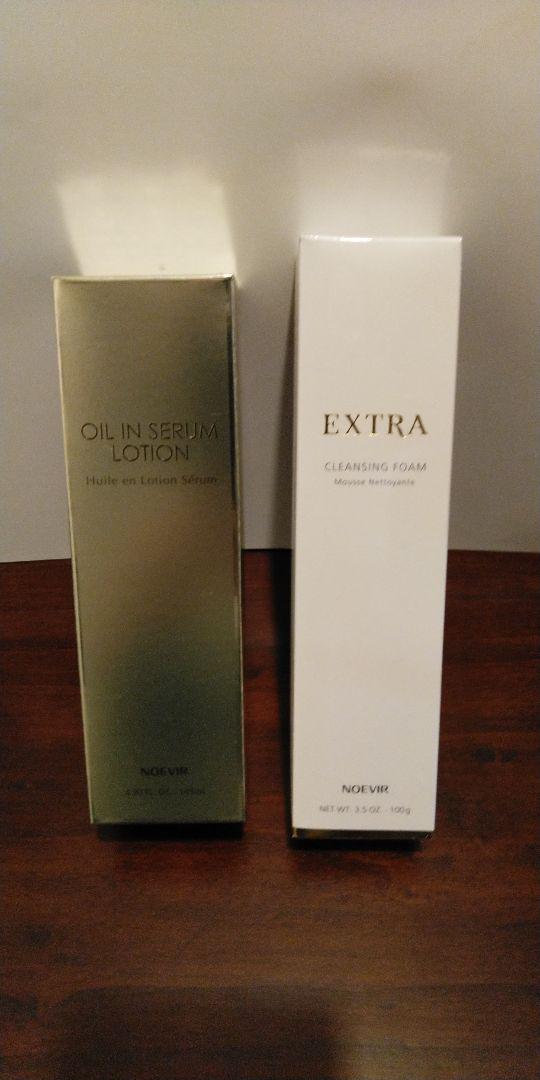 OIL IN SERUM
LOTION
Huile en Lotion Sérum
NOEVIR
EXTRA
CLEANSING FOAM
Mousse Nettoyante
NOEVIR
NET WT. 3.5 OZ. - 100g